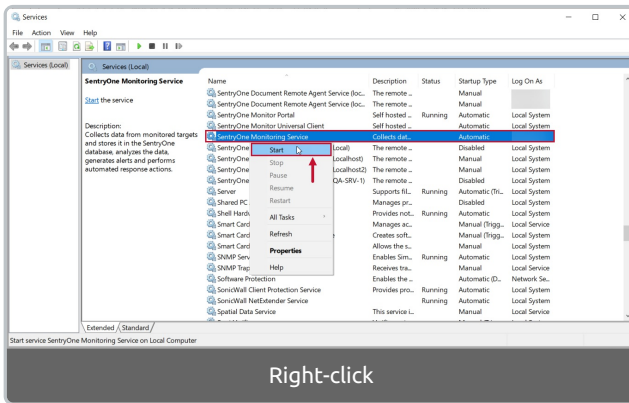 Services
File Action View Help
Services (Local)
Services (Local)
SentryOne Monitoring Service
Start the service
Description:
Collects data from monitored targets
and stores it in the SentryOne
database, analyzes the data,
generates alerts and performs
automated response actions.
Name Description Status Startup Type Log On As
SentryOne Document Remote Agent Service (loc... The remote ... Manual
SentryOne Document Remote Agent Service (loc... The remote ... Manual
SentryOne Monitor Portal Self hosted ... Running Automatic Local System
SentryOne Monitor Universal Client Self hosted ... Automatic Local System
SentryOne Monitoring Service Collects dat... Automatic
SentryOne Local) The remote ... Disabled Local System
SentryOne Localhost) The remote ... Manual Local System
SentryOne Localhost2) The remote ... Manual Local System
SentryOne QA-SRV-1) The remote ... Disabled Local System
Server Supports fil... Running Automatic (Tri... Local System
Shared PC Manages pr... Disabled Local System
Shell Hardw Provides not... Running Automatic Local System
Smart Card Manages ac... Manual (Trigg... Local Service
Smart Card Creates soft... Manual (Trigg... Local System
Smart Card Allows the s... Manual Local System
SNMP Serv Enables Sim... Running Automatic Local System
SNMP Trap Receives tra... Manual Local Service
Software Protection Enables the ... Automatic (D... Network Se...
SonicWall Client Protection Service Provides pro... Running Automatic Local System
SonicWall NetExtender Service Running Automatic Local System
Spatial Data Service This service i... Manual Local Service
Start
Stop
Pause
Resume
Restart
All Tasks
Refresh
Properties
Help
Extended Standard
Start service SentryOne Monitoring Service on Local Computer
Right-click